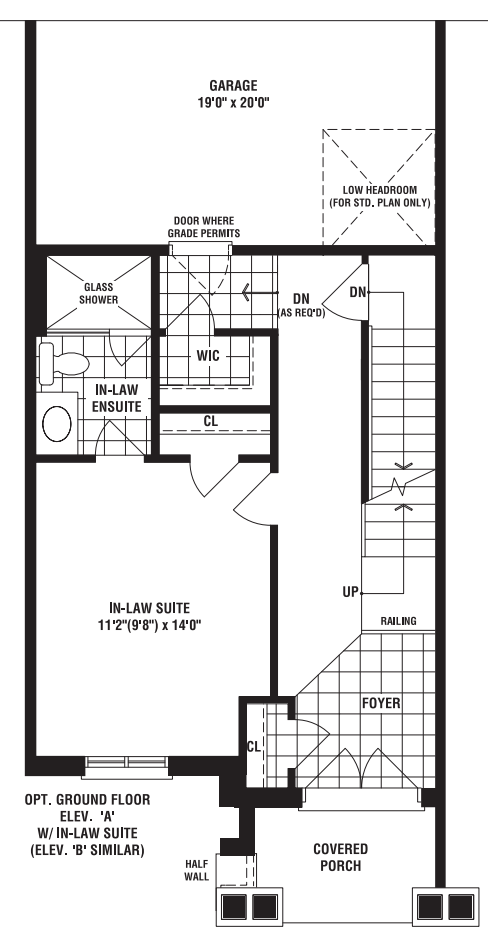 GARAGE
19'0" x 20'0"
LOW HEADROOM
(FOR STD. PLAN ONLY)
DOOR WHERE
GRADE PERMITS
GLASS
SHOWER
DN
(AS REQ'D)
DN
WIC
IN-LAW
ENSUITE
CL
IN-LAW SUITE
11'2"(9'8") x 14'0"
UP
RAILING
FOYER
CL
OPT. GROUND FLOOR
ELEV. 'A'
W/ IN-LAW SUITE
(ELEV. 'B' SIMILAR)
COVERED
PORCH
HALF
WALL